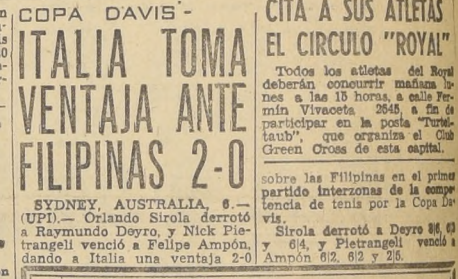 COPA DAVIS -
ITALIA TOMA
VENTAJA ANTE
FILIPINAS 2-0
SYDNEY, AUSTRALIA, 6.—
(UPI).— Orlando Sirola derrotó
a Raymundo Deyro, y Nick Pie-
trangeli venció a Felipe Ampón,
dando a Italia una ventaja 2-0
CITA A SUS ATLETAS
EL CIRCULO "ROYAL"
Todos los atletas del Royal
deberán concurrir mañana lu-
nes a las 15 horas, a calle Fer-
mín Vivaceta 2645, a fin de
participar en la posta "Turtel-
taub", que organiza el Club
Green Cross de esta capital.
sobre las Filipinas en el primer
partido interzonas de la compe-
tencia de tenis por la Copa Da-
vis.
Sirola derrotó a Deyro 8|6, 6|3
y 6|4, y Pietrangeli venció a
Ampón 6|2, 6|2 y 2|5.